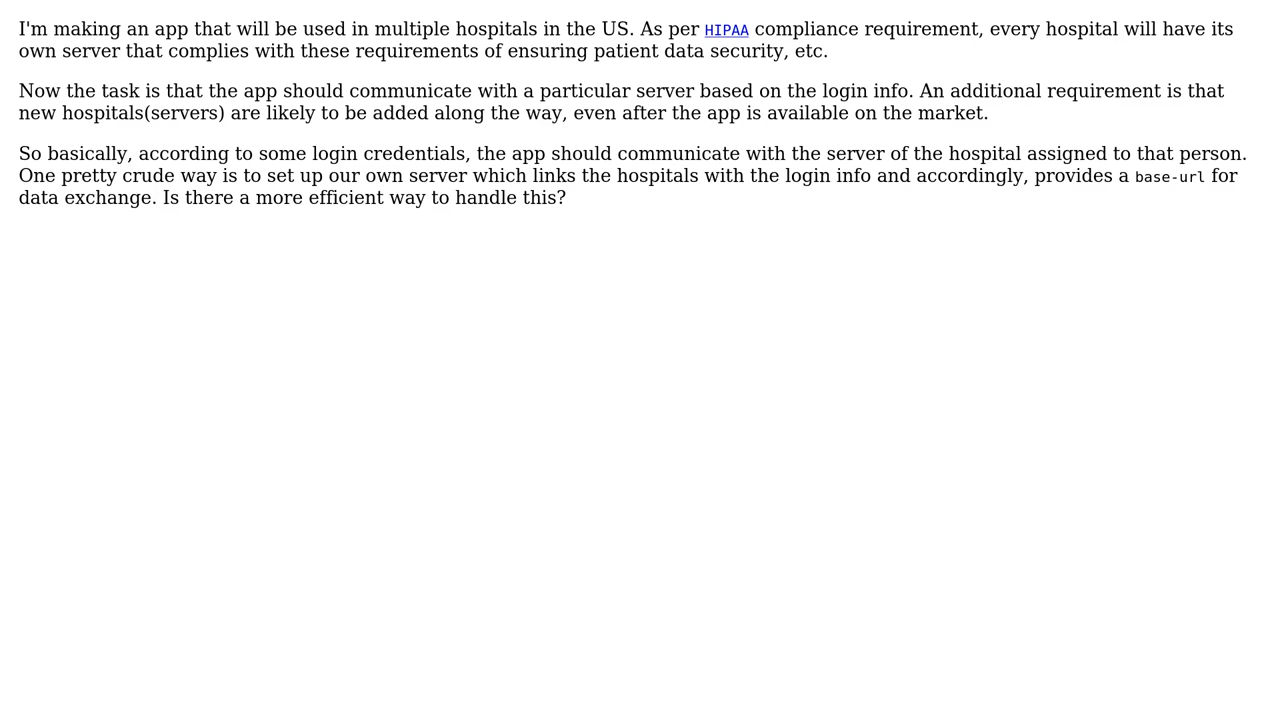 I'm making an app that will be used in multiple hospitals in the US. As per HIPAA compliance requirement, every hospital will have its
own server that complies with these requirements of ensuring patient data security, etc.
Now the task is that the app should communicate with a particular server based on the login info. An additional requirement is that
new hospitals(servers) are likely to be added along the way, even after the app is available on the market.
So basically, according to some login credentials, the app should communicate with the server of the hospital assigned to that person.
One pretty crude way is to set up our own server which links the hospitals with the login info and accordingly, provides a base-url for
data exchange. Is there a more efficient way to handle this?